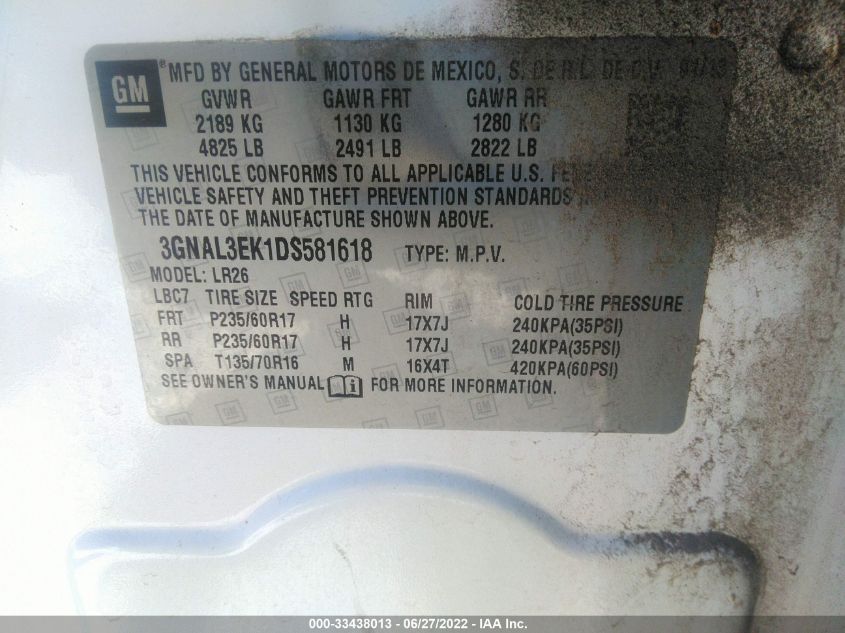 GM ® MFD BY GENERAL MOTORS DE MEXICO, S. DE R.L. DE C.V. 01/13
GVWR GAWR FRT GAWR RR
2189 KG 1130 KG 1280 KG
4825 LB 2491 LB 2822 LB
THIS VEHICLE CONFORMS TO ALL APPLICABLE U.S.
VEHICLE SAFETY AND THEFT PREVENTION STANDARDS
THE DATE OF MANUFACTURE SHOWN ABOVE.
3GNAL3EK1DS581618 TYPE: M.P.V.
MODEL: LR26
LBC7 TIRE SIZE SPEED RTG RIM COLD TIRE PRESSURE
FRT P235/60R17 H 17X7J 240KPA(35PSI)
RR P235/60R17 H 17X7J 240KPA(35PSI)
SPA T135/70R16 M 16X4T 420KPA(60PSI)
SEE OWNER'S MANUAL FOR MORE INFORMATION.
000-33438013 - 06/27/2022 - IAA Inc.